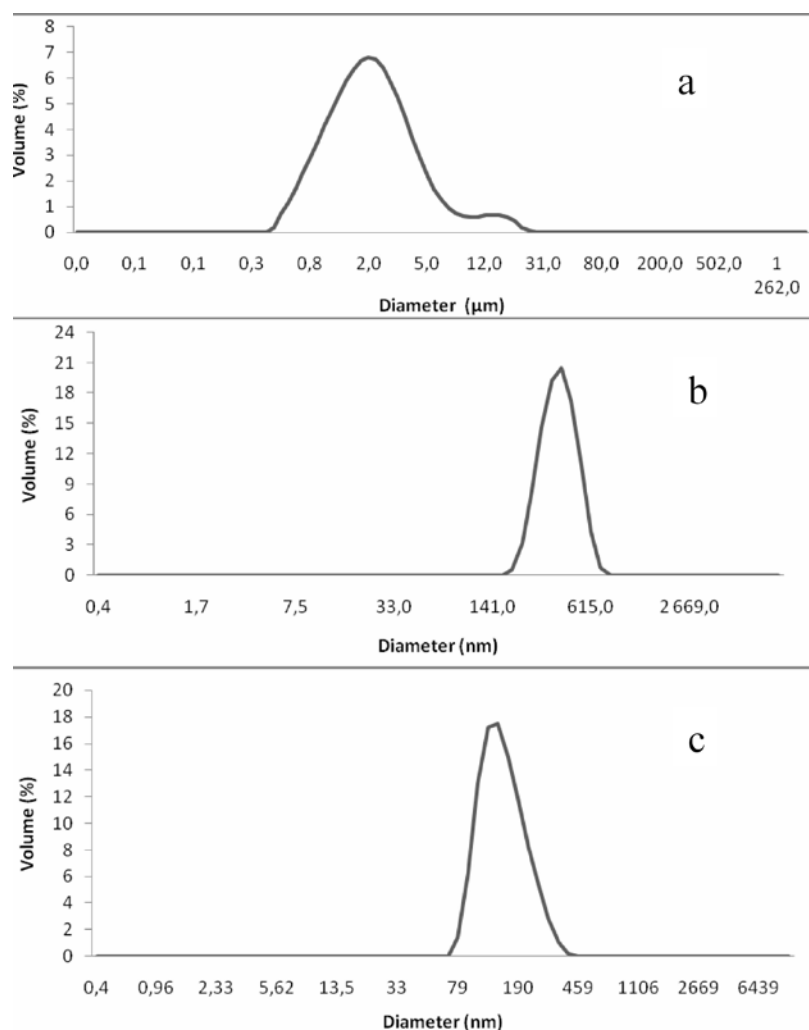 8
7
6
5
4
3
2
1
0
Volume (%)
a
0,0 0,1 0,1 0,3 0,8 2,0 5,0 12,0 31,0 80,0 200,0 502,0 1
262,0
Diameter (µm)
24
21
18
15
12
9
6
3
0
Volume (%)
b
0,4 1,7 7,5 33,0 141,0 615,0 2 669,0
Diameter (nm)
20
18
16
14
12
10
8
6
4
2
0
Volume (%)
c
0,4 0,96 2,33 5,62 13,5 33 79 190 459 1106 2669 6439
Diameter (nm)